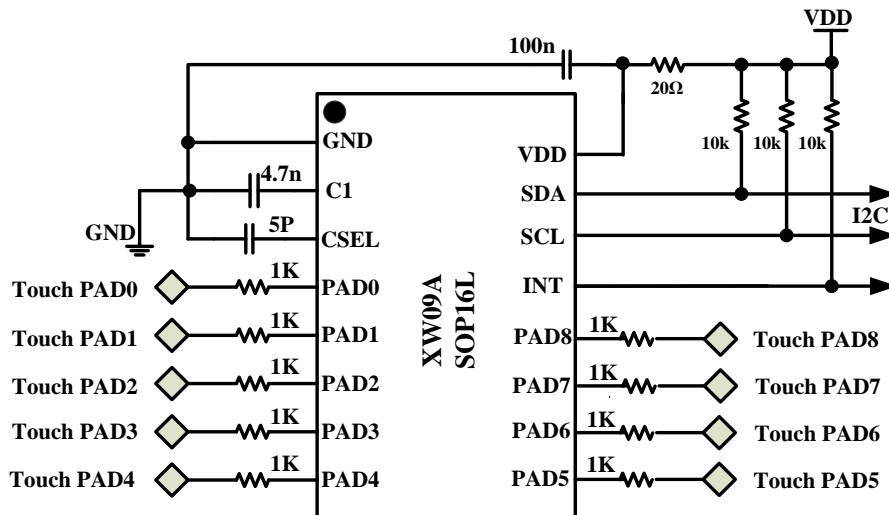 VDD
100n
20Ω
10k
10k
10k
GND
VDD
4.7n
C1
SDA
I2C
5P
GND
CSEL
SCL
Touch PAD0
1K
PAD0
INT
XW09A
SOP16L
Touch PAD1
1K
PAD1
PAD8
1K
Touch PAD8
Touch PAD2
1K
PAD2
PAD7
1K
Touch PAD7
Touch PAD3
1K
PAD3
PAD6
1K
Touch PAD6
Touch PAD4
1K
PAD4
PAD5
1K
Touch PAD5